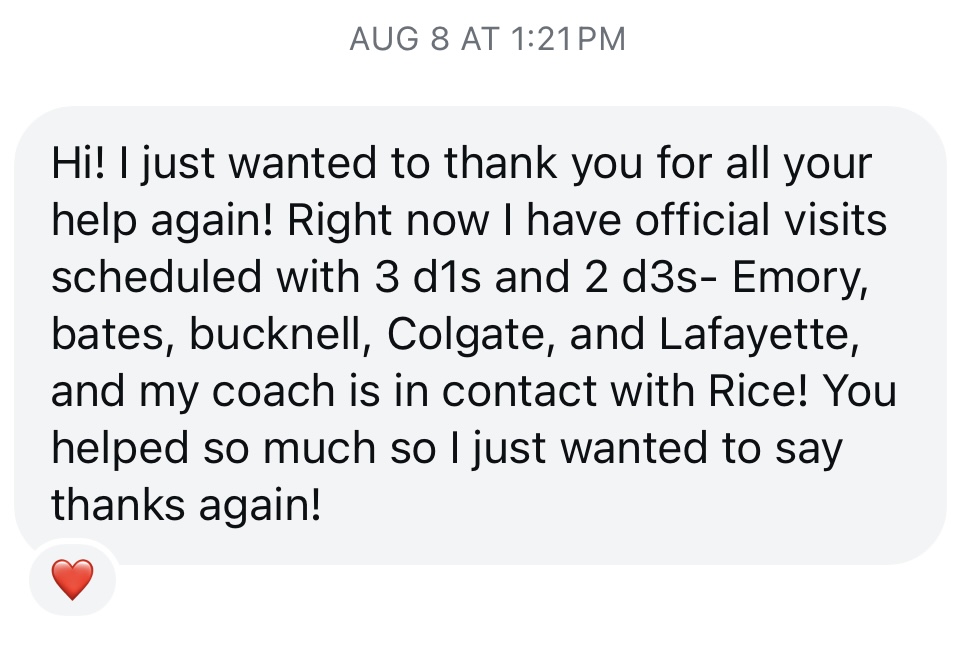 AUG 8 AT 1:21 PM
Hi! I just wanted to thank you for all your
help again! Right now I have official visits
scheduled with 3 d1s and 2 d3s- Emory,
bates, bucknell, Colgate, and Lafayette,
and my coach is in contact with Rice! You
helped so much so I just wanted to say
thanks again!